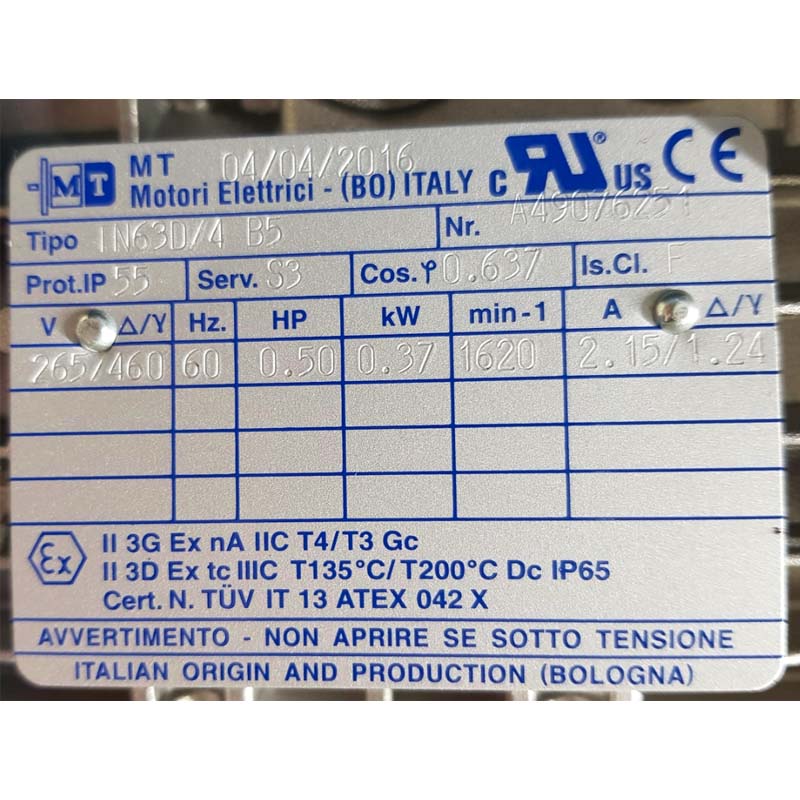 MT MT 04/04/2016
Motori Elettrici - (BO) ITALY C RU® US CE
Tipo TN63D/4 B5 Nr. A49076251
Prot.IP 55 Serv. S3 Cos.φ 0.637 Is.Cl. F
V Δ/Y Hz. HP kW min-1 A Δ/Y
265/460 60 0.50 0.37 1620 2.15/1.24
Ex II 3G Ex nA IIC T4/T3 Gc
II 3D Ex tc IIIC T135°C/T200°C Dc IP65
Cert. N. TÜV IT 13 ATEX 042 X
AVVERTIMENTO - NON APRIRE SE SOTTO TENSIONE
ITALIAN ORIGIN AND PRODUCTION (BOLOGNA)